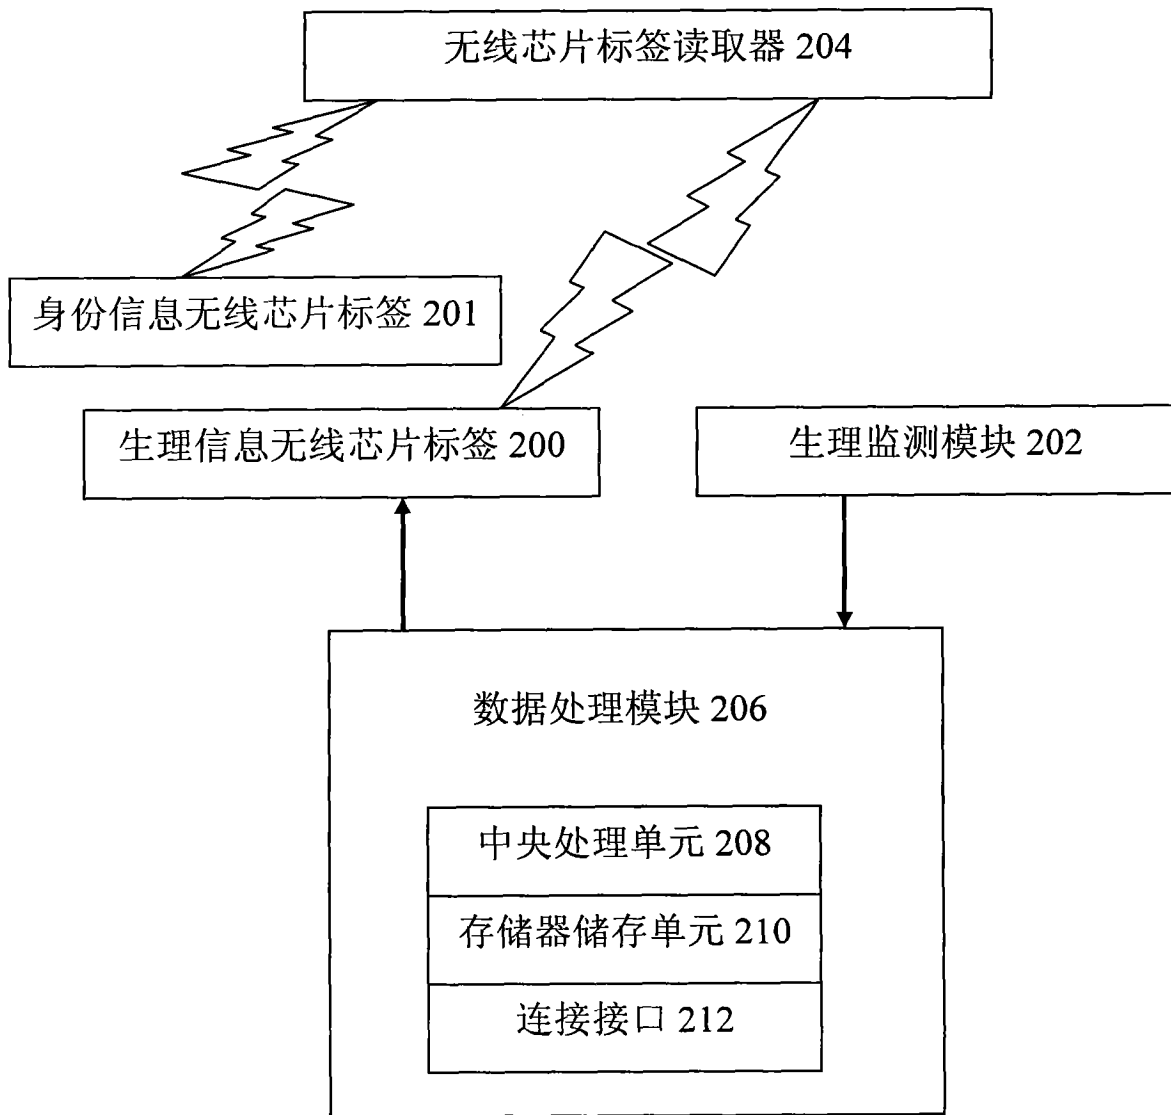 无线芯片标签读取器 204
身份信息无线芯片标签 201
生理信息无线芯片标签 200
生理监测模块 202
数据处理模块 206
中央处理单元 208
存储器储存单元 210
连接接口 212